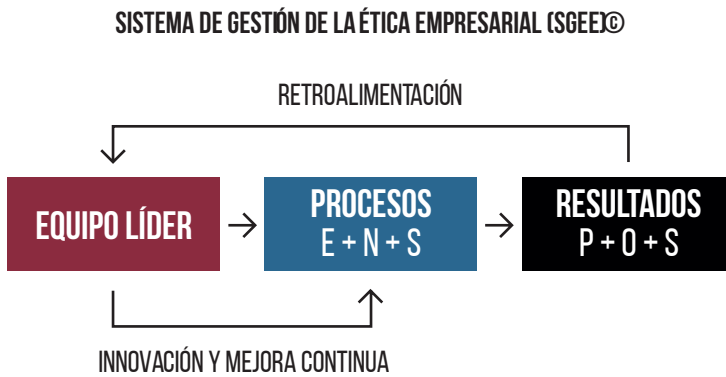 SISTEMA DE GESTIÓN DE LA ÉTICA EMPRESARIAL (SGEE)©
RETROALIMENTACIÓN
EQUIPO LÍDER
PROCESOS
E + N + S
RESULTADOS
P + O + S
INNOVACIÓN Y MEJORA CONTINUA